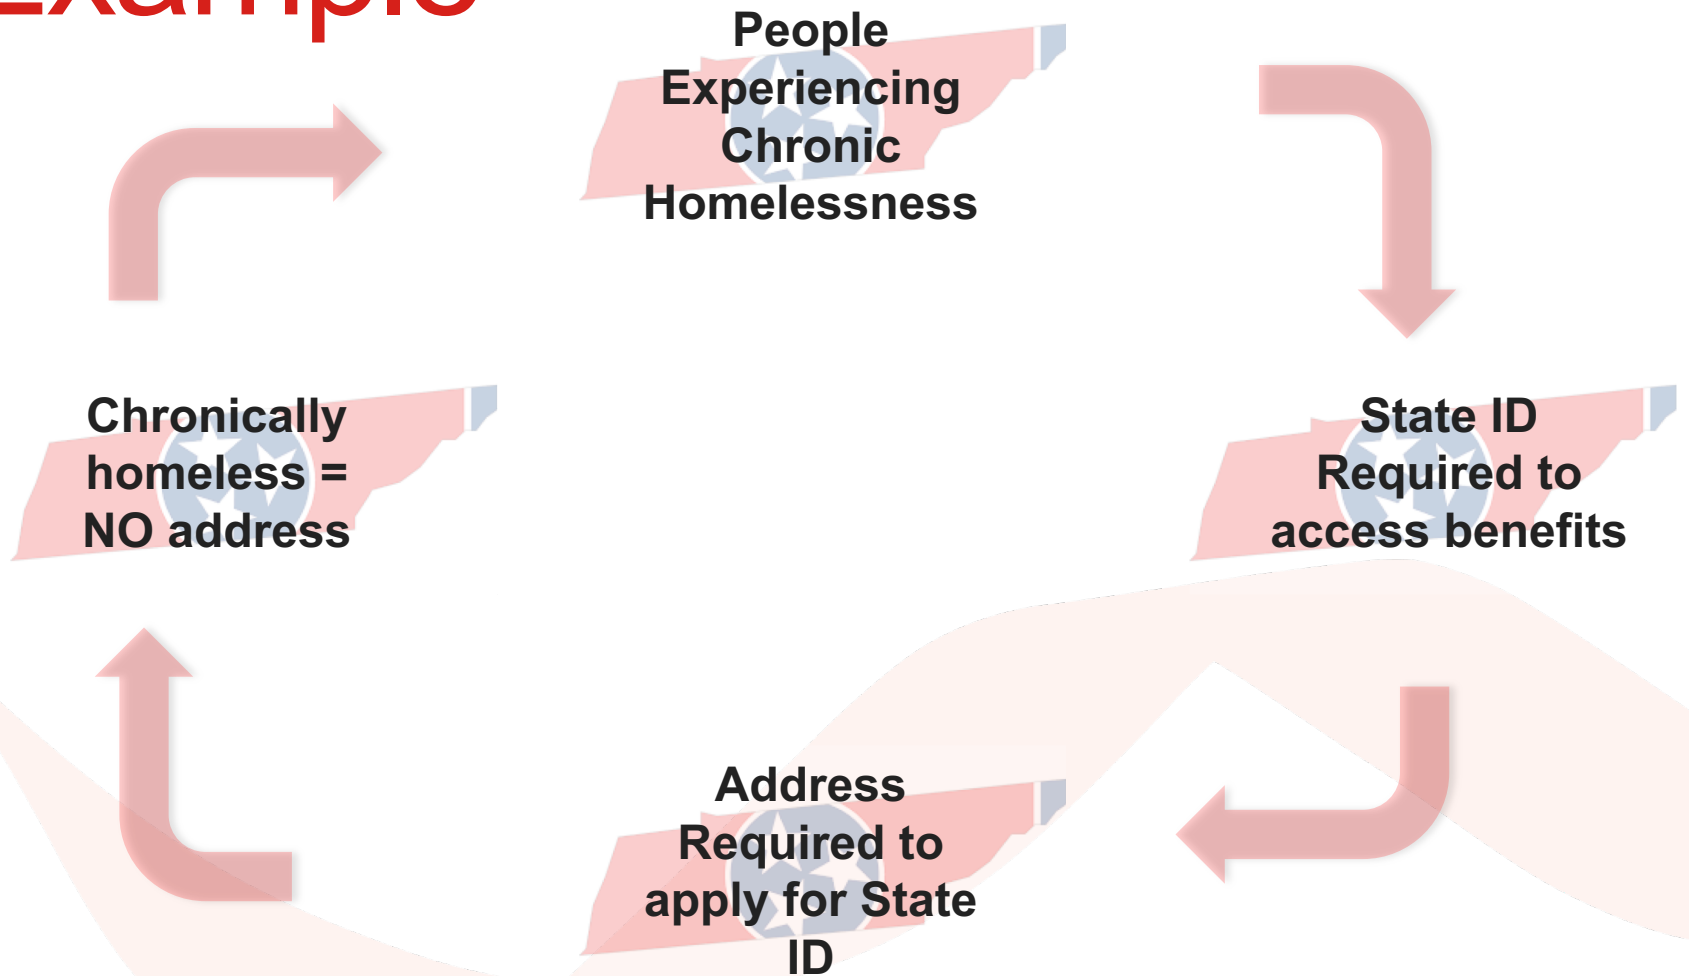 Example
People
Experiencing
Chronic
Homelessness
State ID
Required to
access benefits
Address
Required to
apply for State
ID
Chronically
homeless =
NO address